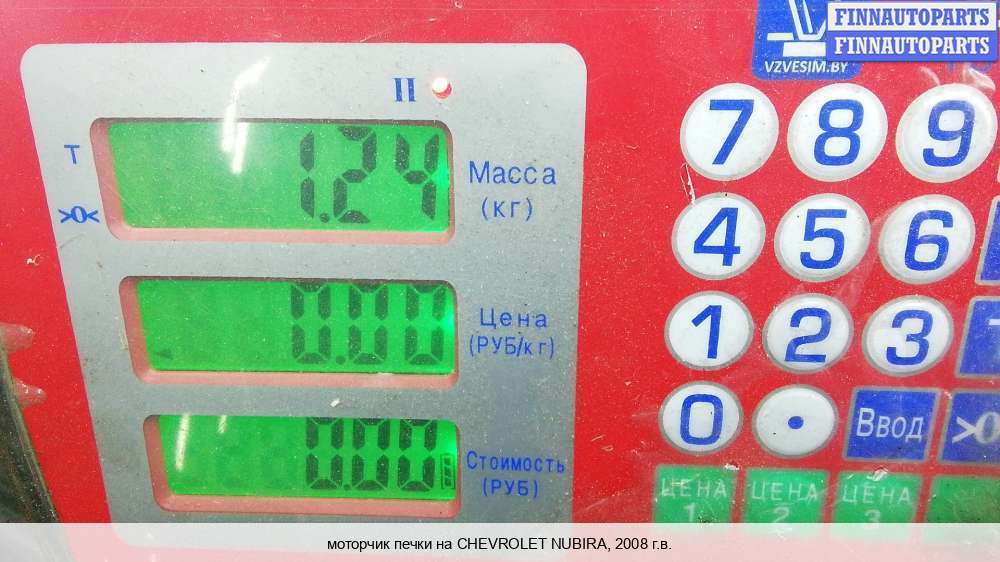 FINNAUTOPARTS
FINNAUTOPARTS
VZVESIM.BY
II
T
1.24
Масса
(кг)
>0<
0.00
Цена
(РУБ/кг)
0.00
Стоимость
(РУБ)
7 8 9
4 5 6
1 2 3
0 . Ввод >0
ЦЕНА 1
ЦЕНА 2
ЦЕНА 3
моторчик печки на CHEVROLET NUBIRA, 2008 г.в.